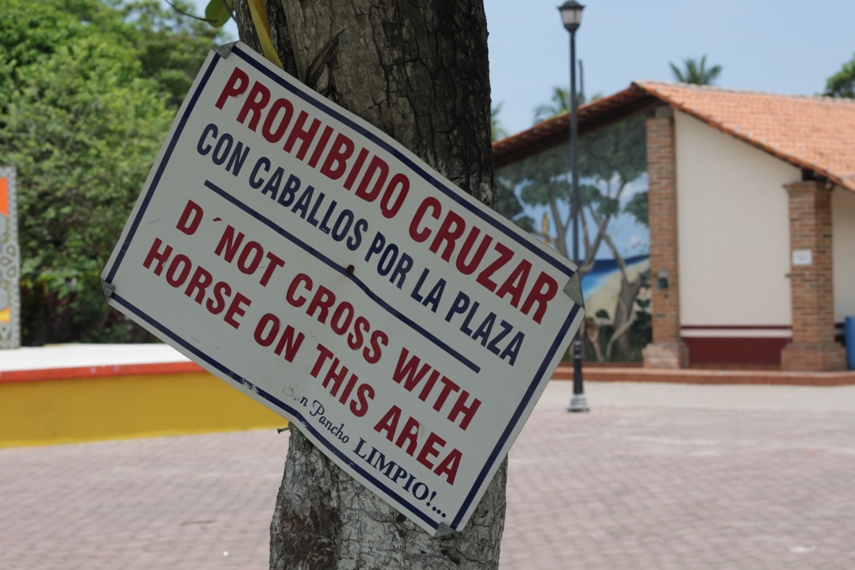 PROHIBIDO CRUZAR
CON CABALLOS POR LA PLAZA
D´NOT CROSS WITH
HORSE ON THIS AREA
San Pancho LIMPIO!...